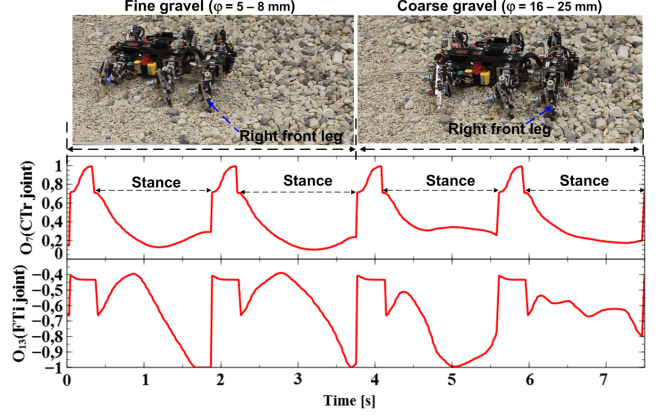 Fine gravel (φ = 5 – 8 mm)
Coarse gravel (φ = 16 – 25 mm)
Right front leg
Right front leg
O7(CTr joint)
1
0,8
0,6
0,4
0,2
0
Stance
Stance
Stance
Stance
O13(FTi joint)
−0,4
−0,5
−0,6
−0,7
−0,8
−0,9
−1
0
1
2
3
4
5
6
7
Time [s]